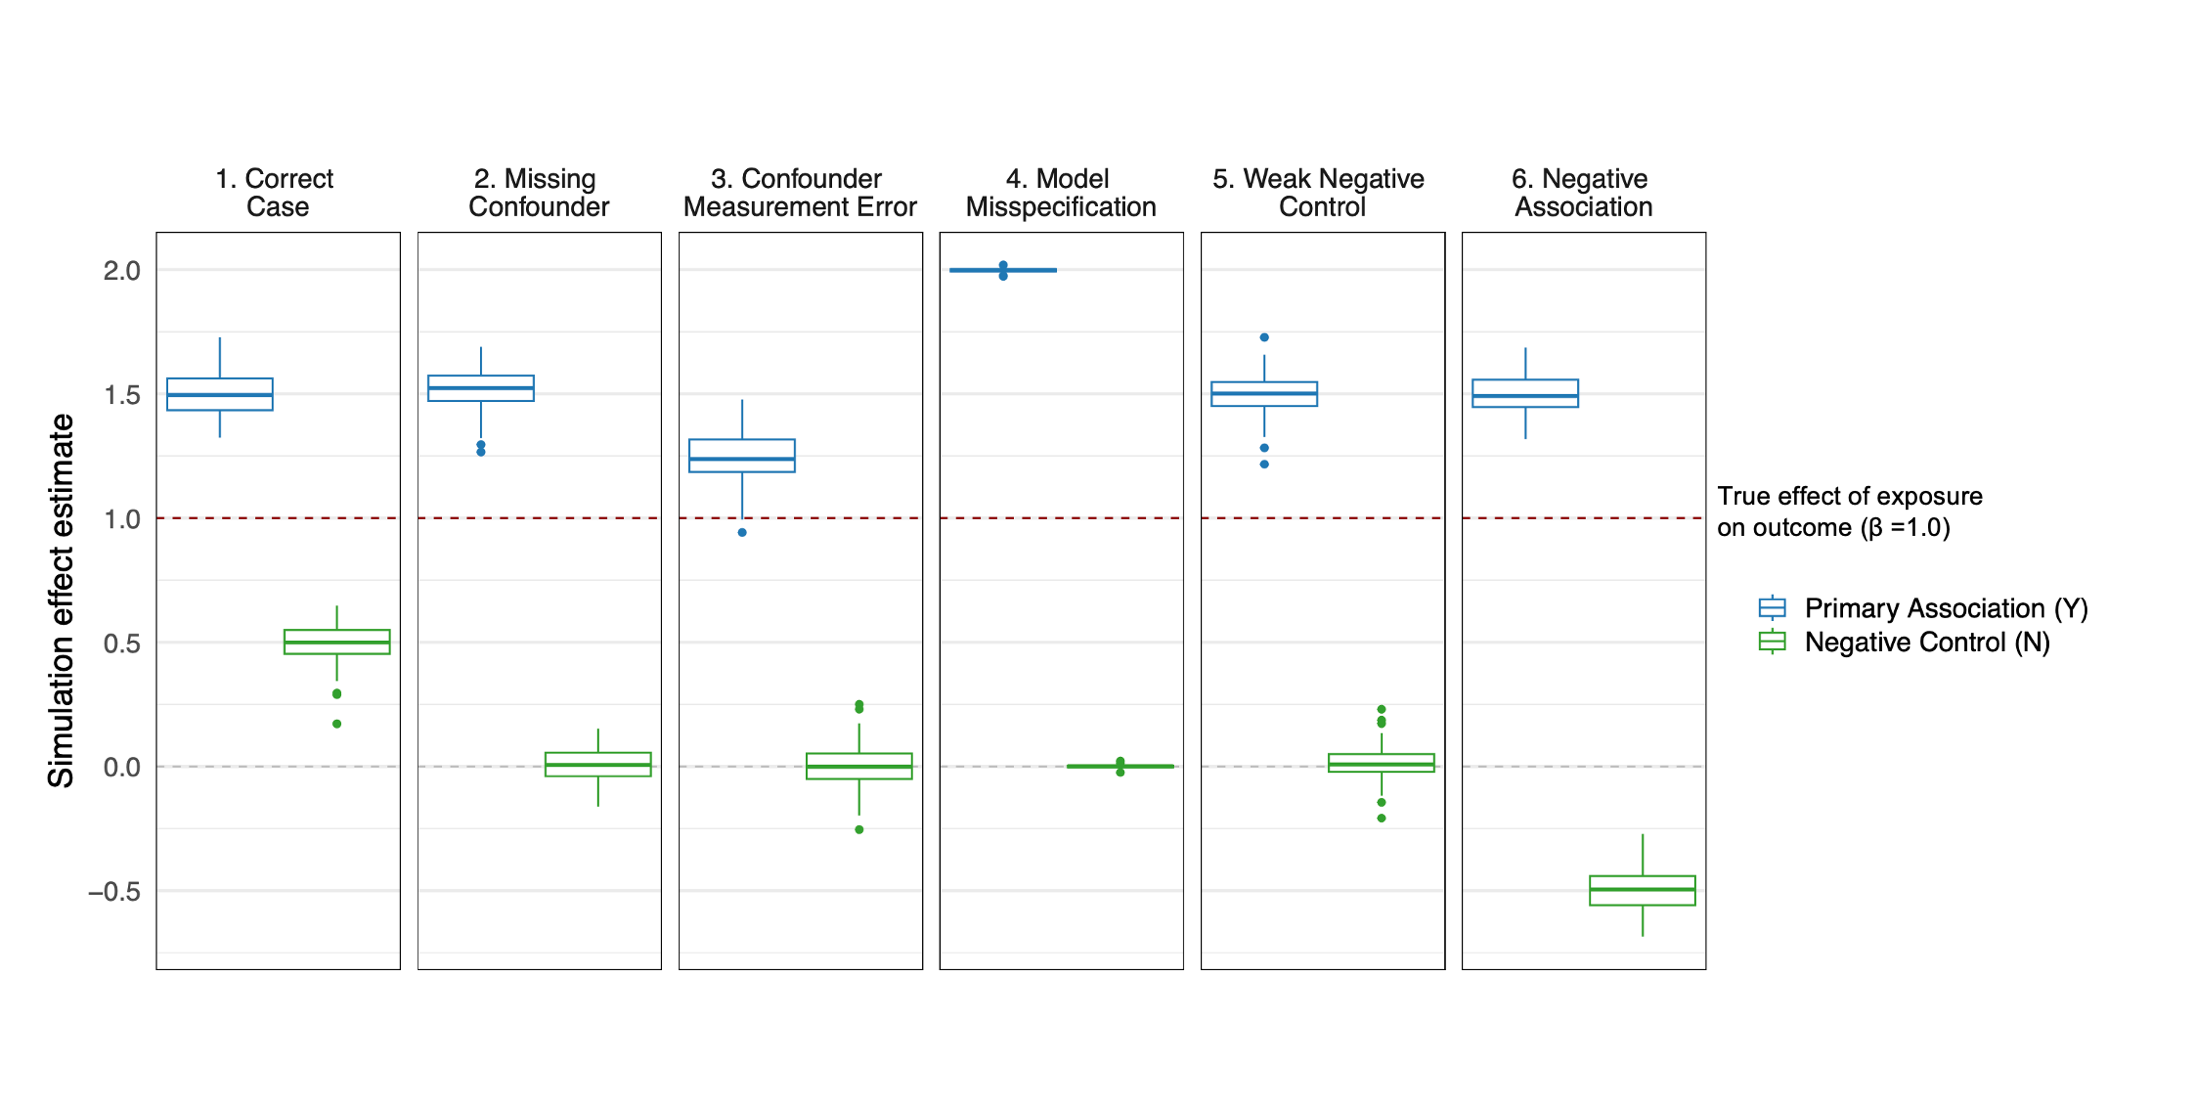 1. Correct
Case
2. Missing
Confounder
3. Confounder
Measurement Error
4. Model
Misspecification
5. Weak Negative
Control
6. Negative
Association
Simulation effect estimate
2.0
1.5
1.0
0.5
0.0
−0.5
True effect of exposure
on outcome (β =1.0)
Primary Association (Y)
Negative Control (N)